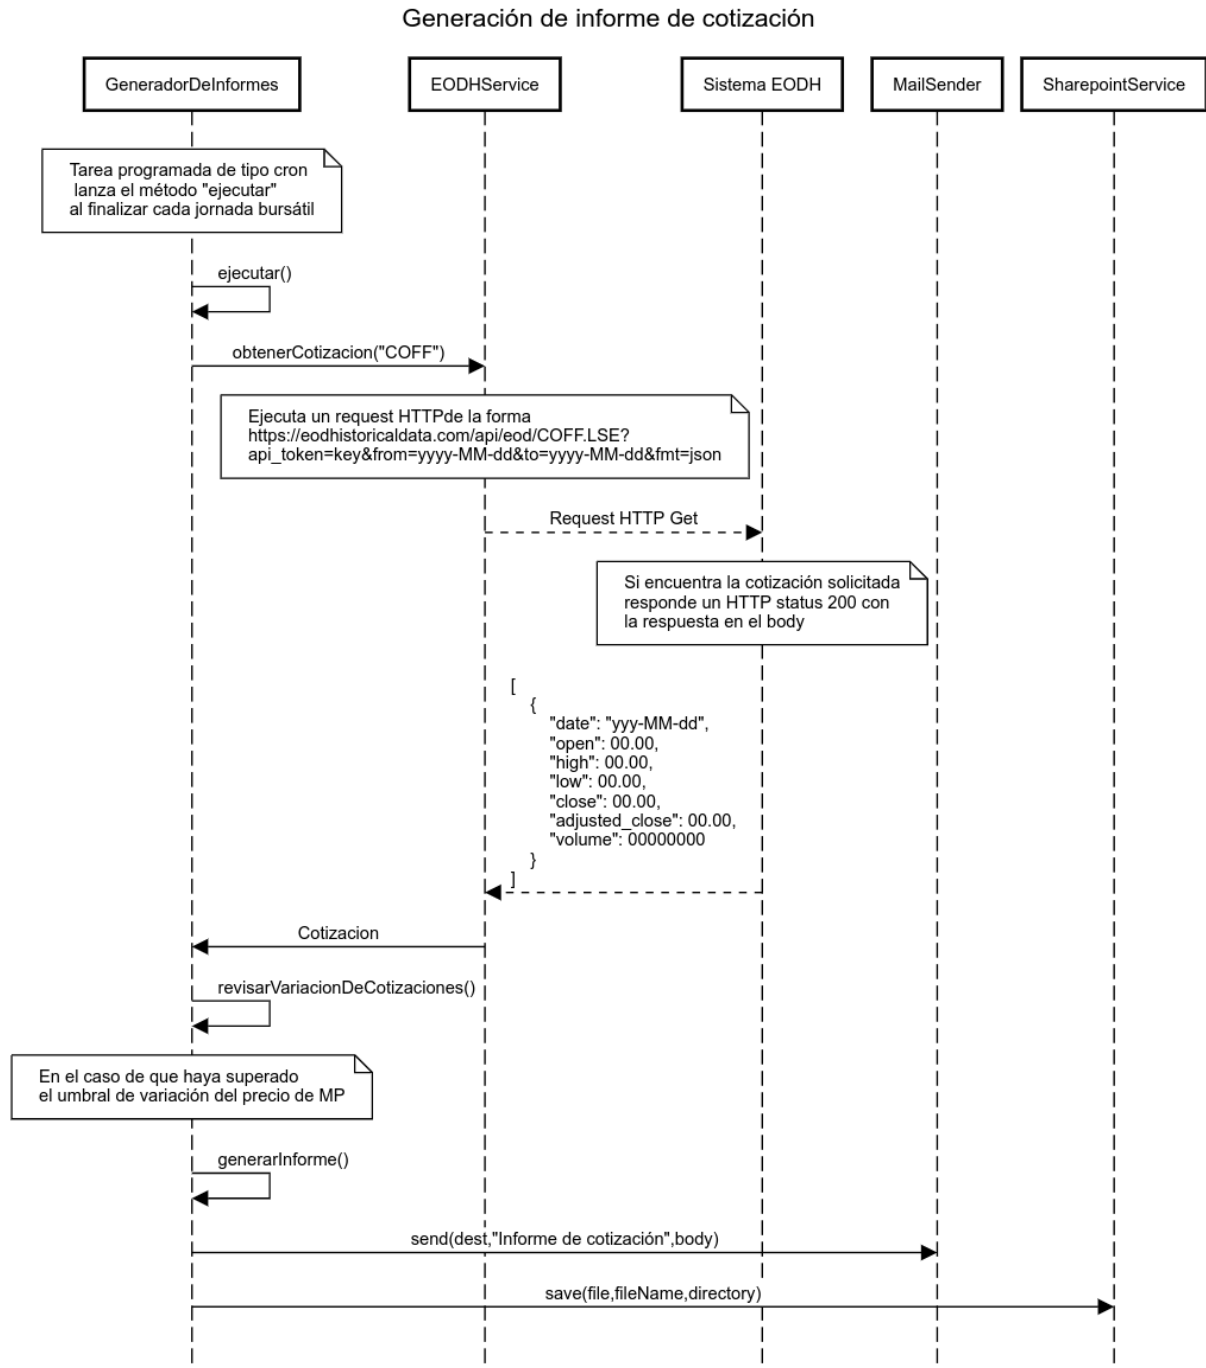 Generación de informe de cotización
GeneradorDeInformes
EODHService
Sistema EODH
MailSender
SharepointService
Tarea programada de tipo cron
lanza el método "ejecutar"
al finalizar cada jornada bursátil
ejecutar()
obtenerCotizacion("COFF")
Ejecuta un request HTTPde la forma
https://eodhistoricaldata.com/api/eod/COFF.LSE?
api_token=key&from=yyyy-MM-dd&to=yyyy-MM-dd&fmt=json
Request HTTP Get
Si encuentra la cotización solicitada
responde un HTTP status 200 con
la respuesta en el body
[
{
"date": "yyy-MM-dd",
"open": 00.00,
"high": 00.00,
"low": 00.00,
"close": 00.00,
"adjusted_close": 00.00,
"volume": 00000000
}
]
Cotizacion
revisarVariacionDeCotizaciones()
En el caso de que haya superado
el umbral de variación del precio de MP
generarInforme()
send(dest,"Informe de cotización",body)
save(file,fileName,directory)